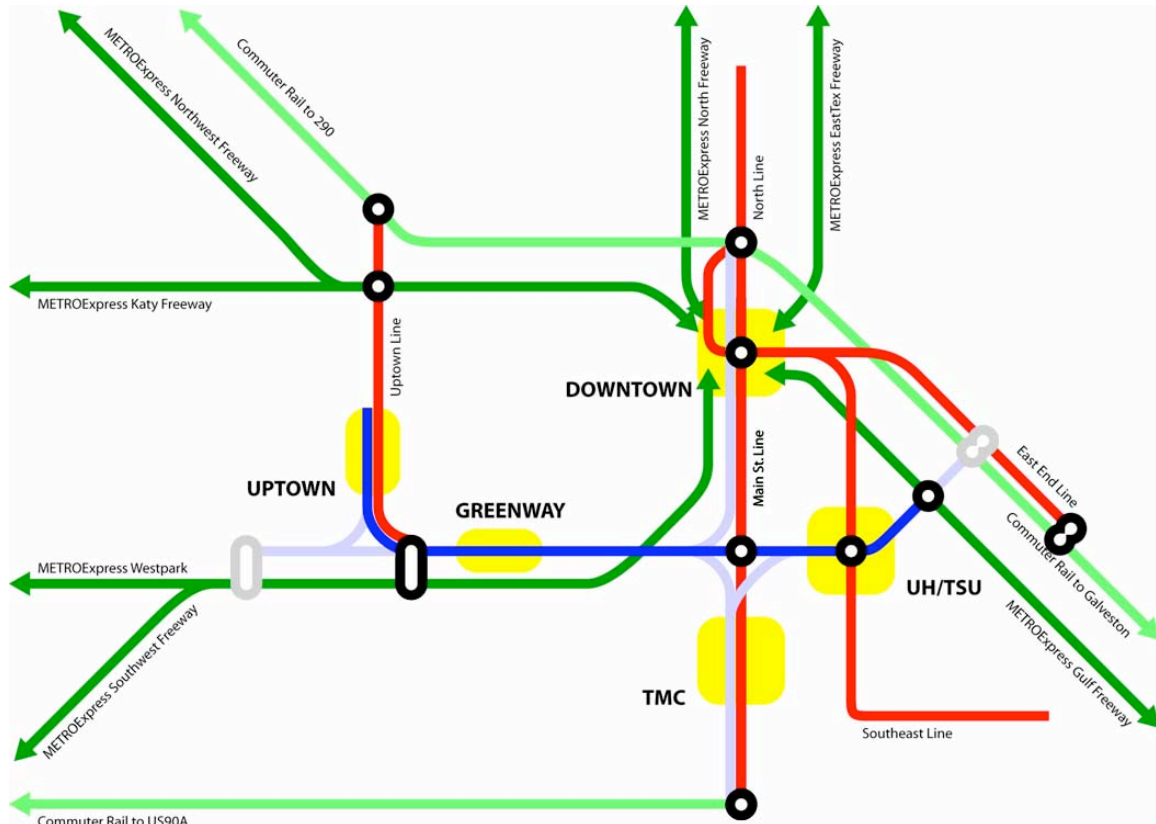 METROExpress Northwest Freeway
Commuter Rail to 290
METROExpress North Freeway
North Line
METROExpress EastTex Freeway
METROExpress Katy Freeway
Uptown Line
DOWNTOWN
Main St. Line
East End Line
UPTOWN
GREENWAY
Commuter Rail to Galveston
METROExpress Westpark
UH/TSU
METROExpress Southwest Freeway
METROExpress Gulf Freeway
TMC
Southeast Line
Commuter Rail to US90A